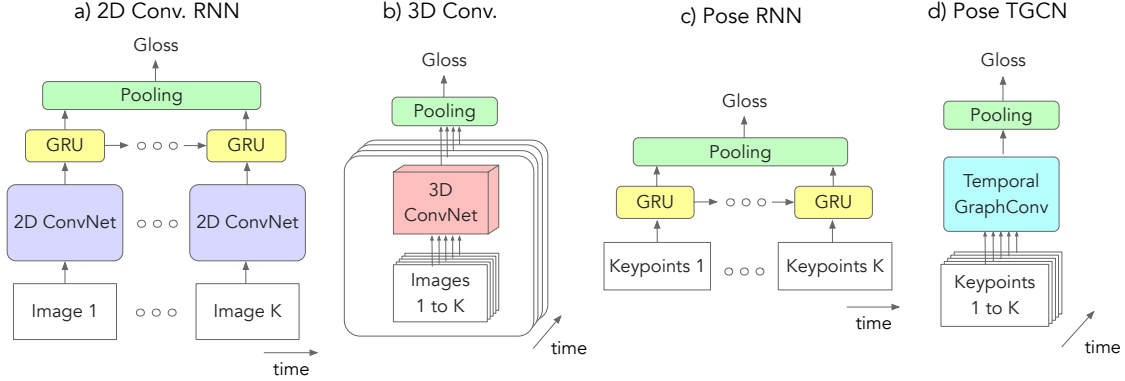 a) 2D Conv. RNN
Gloss
Pooling
GRU
GRU
2D ConvNet
2D ConvNet
Image 1
Image K
time
b) 3D Conv.
Gloss
Pooling
3D
ConvNet
Images
1 to K
time
c) Pose RNN
Gloss
Pooling
GRU
GRU
Keypoints 1
Keypoints K
time
d) Pose TGCN
Gloss
Pooling
Temporal
GraphConv
Keypoints
1 to K
time